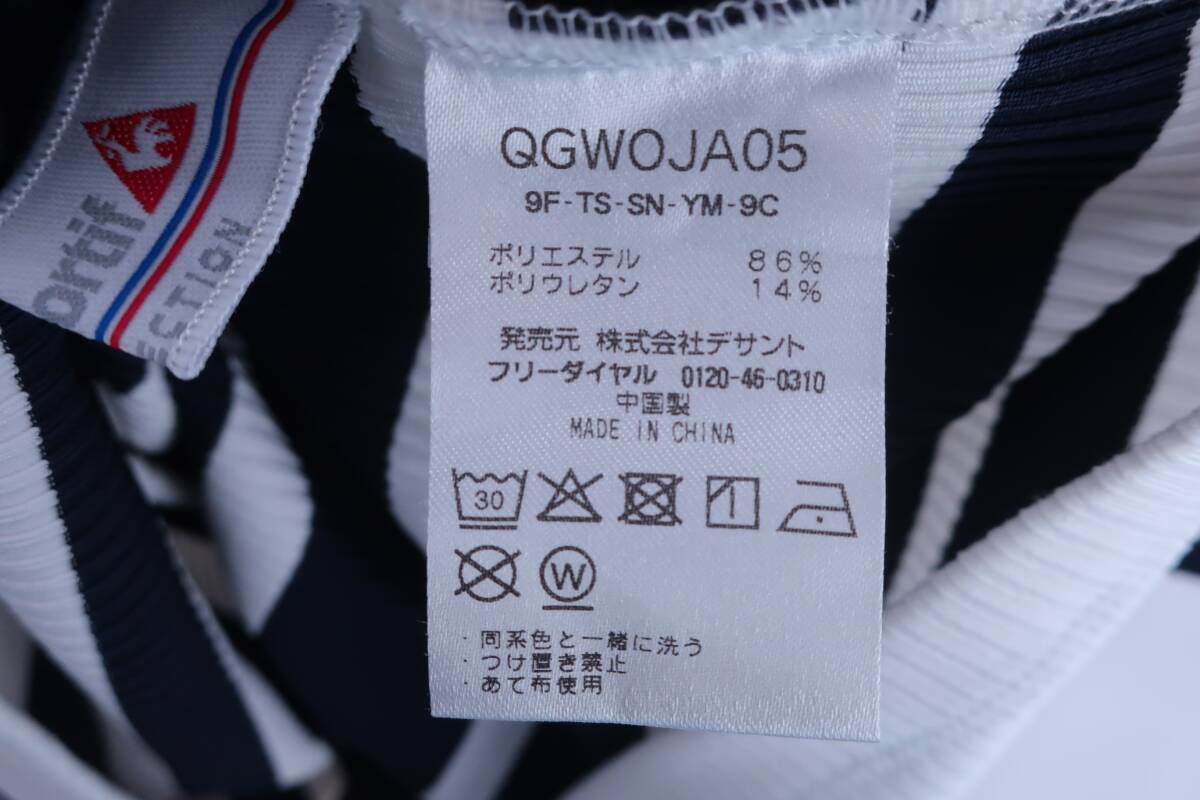 QGWOJA05
9F-TS-SN-YM-9C
ポリエステル 86%
ポリウレタン 14%
発売元 株式会社デサント
フリーダイヤル 0120-46-0310
中国製
MADE IN CHINA
30
W
・同系色と一緒に洗う
・つけ置き禁止
・あて布使用